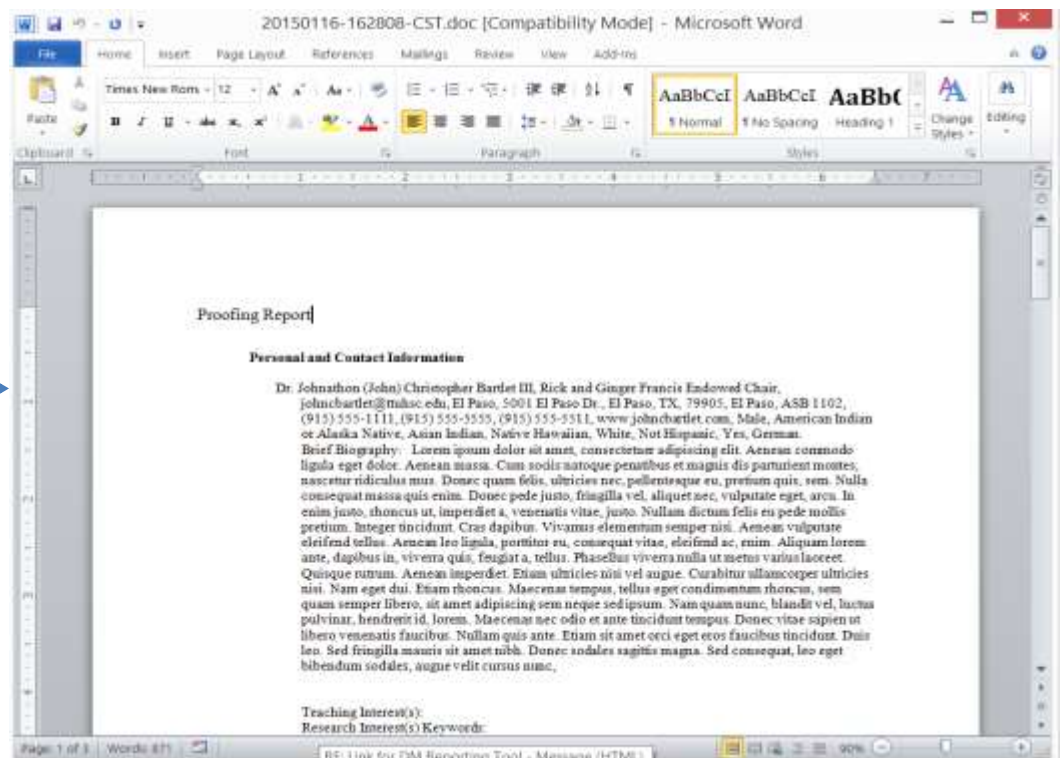 20150116-162808-CST.doc [Compatibility Mode] - Microsoft Word
File Home Insert Page Layout References Mailings Review View Add-Ins
Times New Rom 12 A A Aa
Paste B I U abc x x A
AaBbCcI AaBbCcI AaBb(
¶ Normal ¶ No Spacing Heading 1
Change Styles Editing
Clipboard Font Paragraph Styles
L 1 2 3 4 5 6 7
Proofing Report
Personal and Contact Information
Dr. Johnathon (John) Christopher Bartlet III, Rick and Ginger Francis Endowed Chair,
johncbartlet@ttuhsc.edu, El Paso, 5001 El Paso Dr., El Paso, TX, 79905, El Paso, ASB 1102,
(915) 555-1111, (915) 555-5555, (915) 555-5511, www.johncbartlet.com, Male, American Indian
or Alaska Native, Asian Indian, Native Hawaiian, White, Not Hispanic, Yes, German.
Brief Biography: Lorem ipsum dolor sit amet, consectetuer adipiscing elit. Aenean commodo
ligula eget dolor. Aenean massa. Cum sociis natoque penatibus et magnis dis parturient montes,
nascetur ridiculus mus. Donec quam felis, ultricies nec, pellentesque eu, pretium quis, sem. Nulla
consequat massa quis enim. Donec pede justo, fringilla vel, aliquet nec, vulputate eget, arcu. In
enim justo, rhoncus ut, imperdiet a, venenatis vitae, justo. Nullam dictum felis eu pede mollis
pretium. Integer tincidunt. Cras dapibus. Vivamus elementum semper nisi. Aenean vulputate
eleifend tellus. Aenean leo ligula, porttitor eu, consequat vitae, eleifend ac, enim. Aliquam lorem
ante, dapibus in, viverra quis, feugiat a, tellus. Phasellus viverra nulla ut metus varius laoreet.
Quisque rutrum. Aenean imperdiet. Etiam ultricies nisi vel augue. Curabitur ullamcorper ultricies
nisi. Nam eget dui. Etiam rhoncus. Maecenas tempus, tellus eget condimentum rhoncus, sem
quam semper libero, sit amet adipiscing sem neque sed ipsum. Nam quam nunc, blandit vel, luctus
pulvinar, hendrerit id, lorem. Maecenas nec odio et ante tincidunt tempus. Donec vitae sapien ut
libero venenatis faucibus. Nullam quis ante. Etiam sit amet orci eget eros faucibus tincidunt. Duis
leo. Sed fringilla mauris sit amet nibh. Donec sodales sagittis magna. Sed consequat, leo eget
bibendum sodales, augue velit cursus nunc,
Teaching Interest(s):
Research Interest(s) Keywords:
Page: 1 of 3 Words: 871 RE: Link for DM Reporting Tool - Message (HTML) 90%